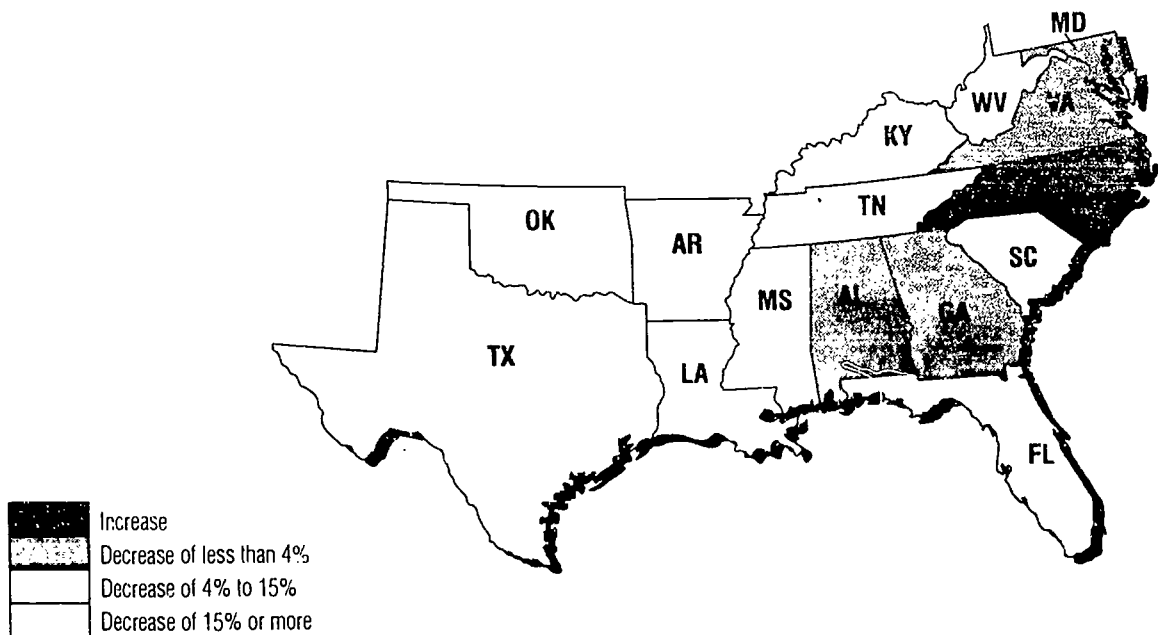 MD
WV
VA
KY
OK
AR
TN
SC
MS
AL
GA
TX
LA
FL
Increase
Decrease of less than 4%
Decrease of 4% to 15%
Decrease of 15% or more